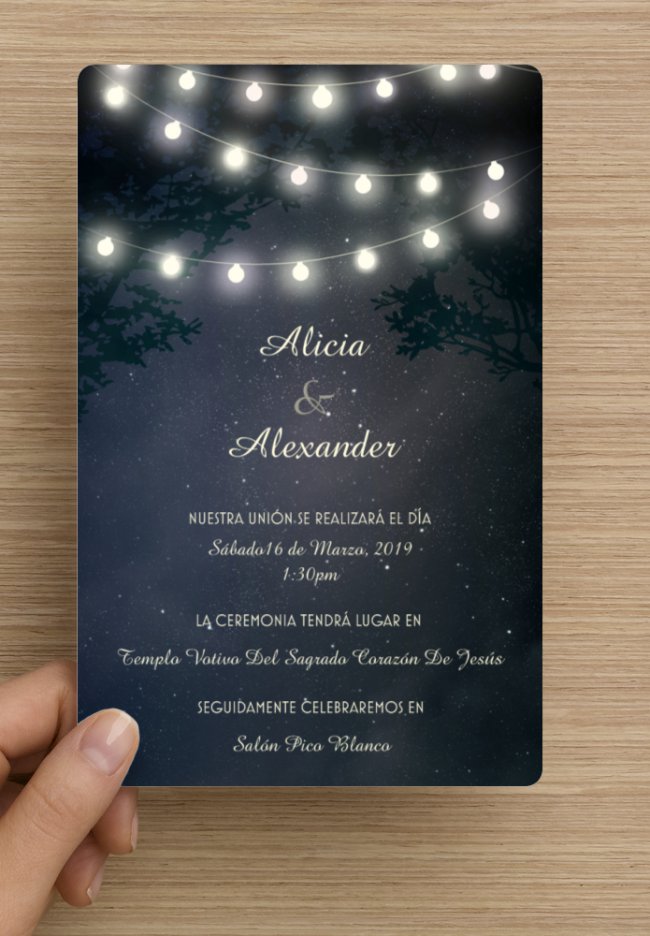 Alicia
&
Alexander
NUESTRA UNIÓN SE REALIZARÁ EL DÍA
Sábado16 de Marzo, 2019
1:30pm
LA CEREMONIA TENDRÁ LUGAR EN
Templo Votivo Del Sagrado Corazón De Jesús
SEGUIDAMENTE CELEBRAREMOS EN
Salón Pico Blanco